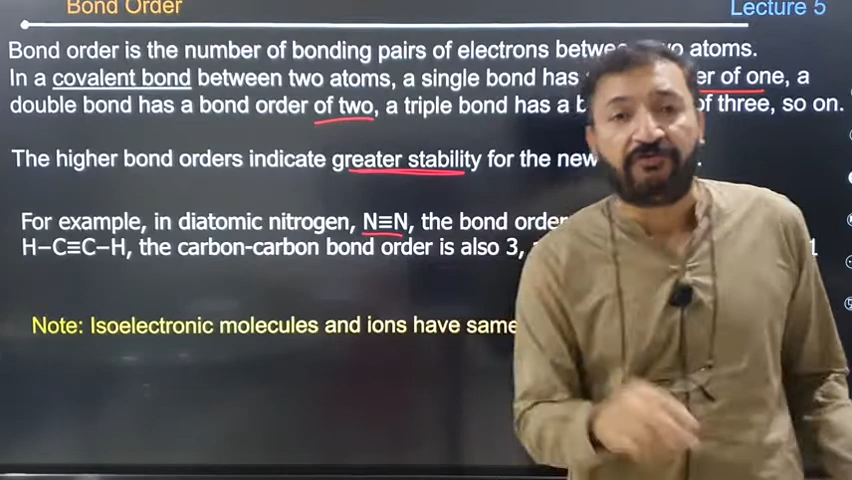 Bond Order Lecture 5
Bond order is the number of bonding pairs of electrons atoms.
In a covalent bond between two atoms, a single bond has of one, a
double bond has a bond order of two, a triple bond has a of three, so on.
The higher bond orders indicate greater stability for the new
For example, in diatomic nitrogen, N≡N, the bond order
H−C≡C−H, the carbon-carbon bond order is also 3, 1
Note: Isoelectronic molecules and ions have same